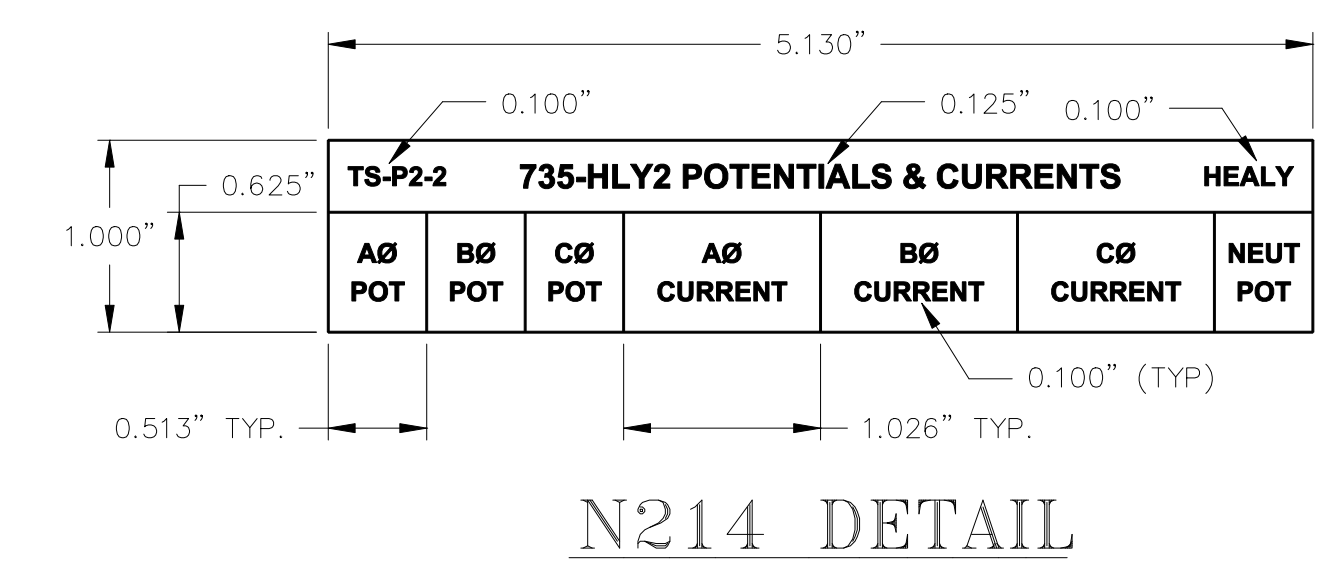 5.130”
0.100” 0.125” 0.100”
TS-P2-2 735-HLY2 POTENTIALS & CURRENTS HEALY
0.625”
1.000”
AØ POT
BØ POT
CØ POT
AØ CURRENT
BØ CURRENT
CØ CURRENT
NEUT POT
0.100” (TYP)
0.513” TYP. 1.026” TYP.
N214 DETAIL